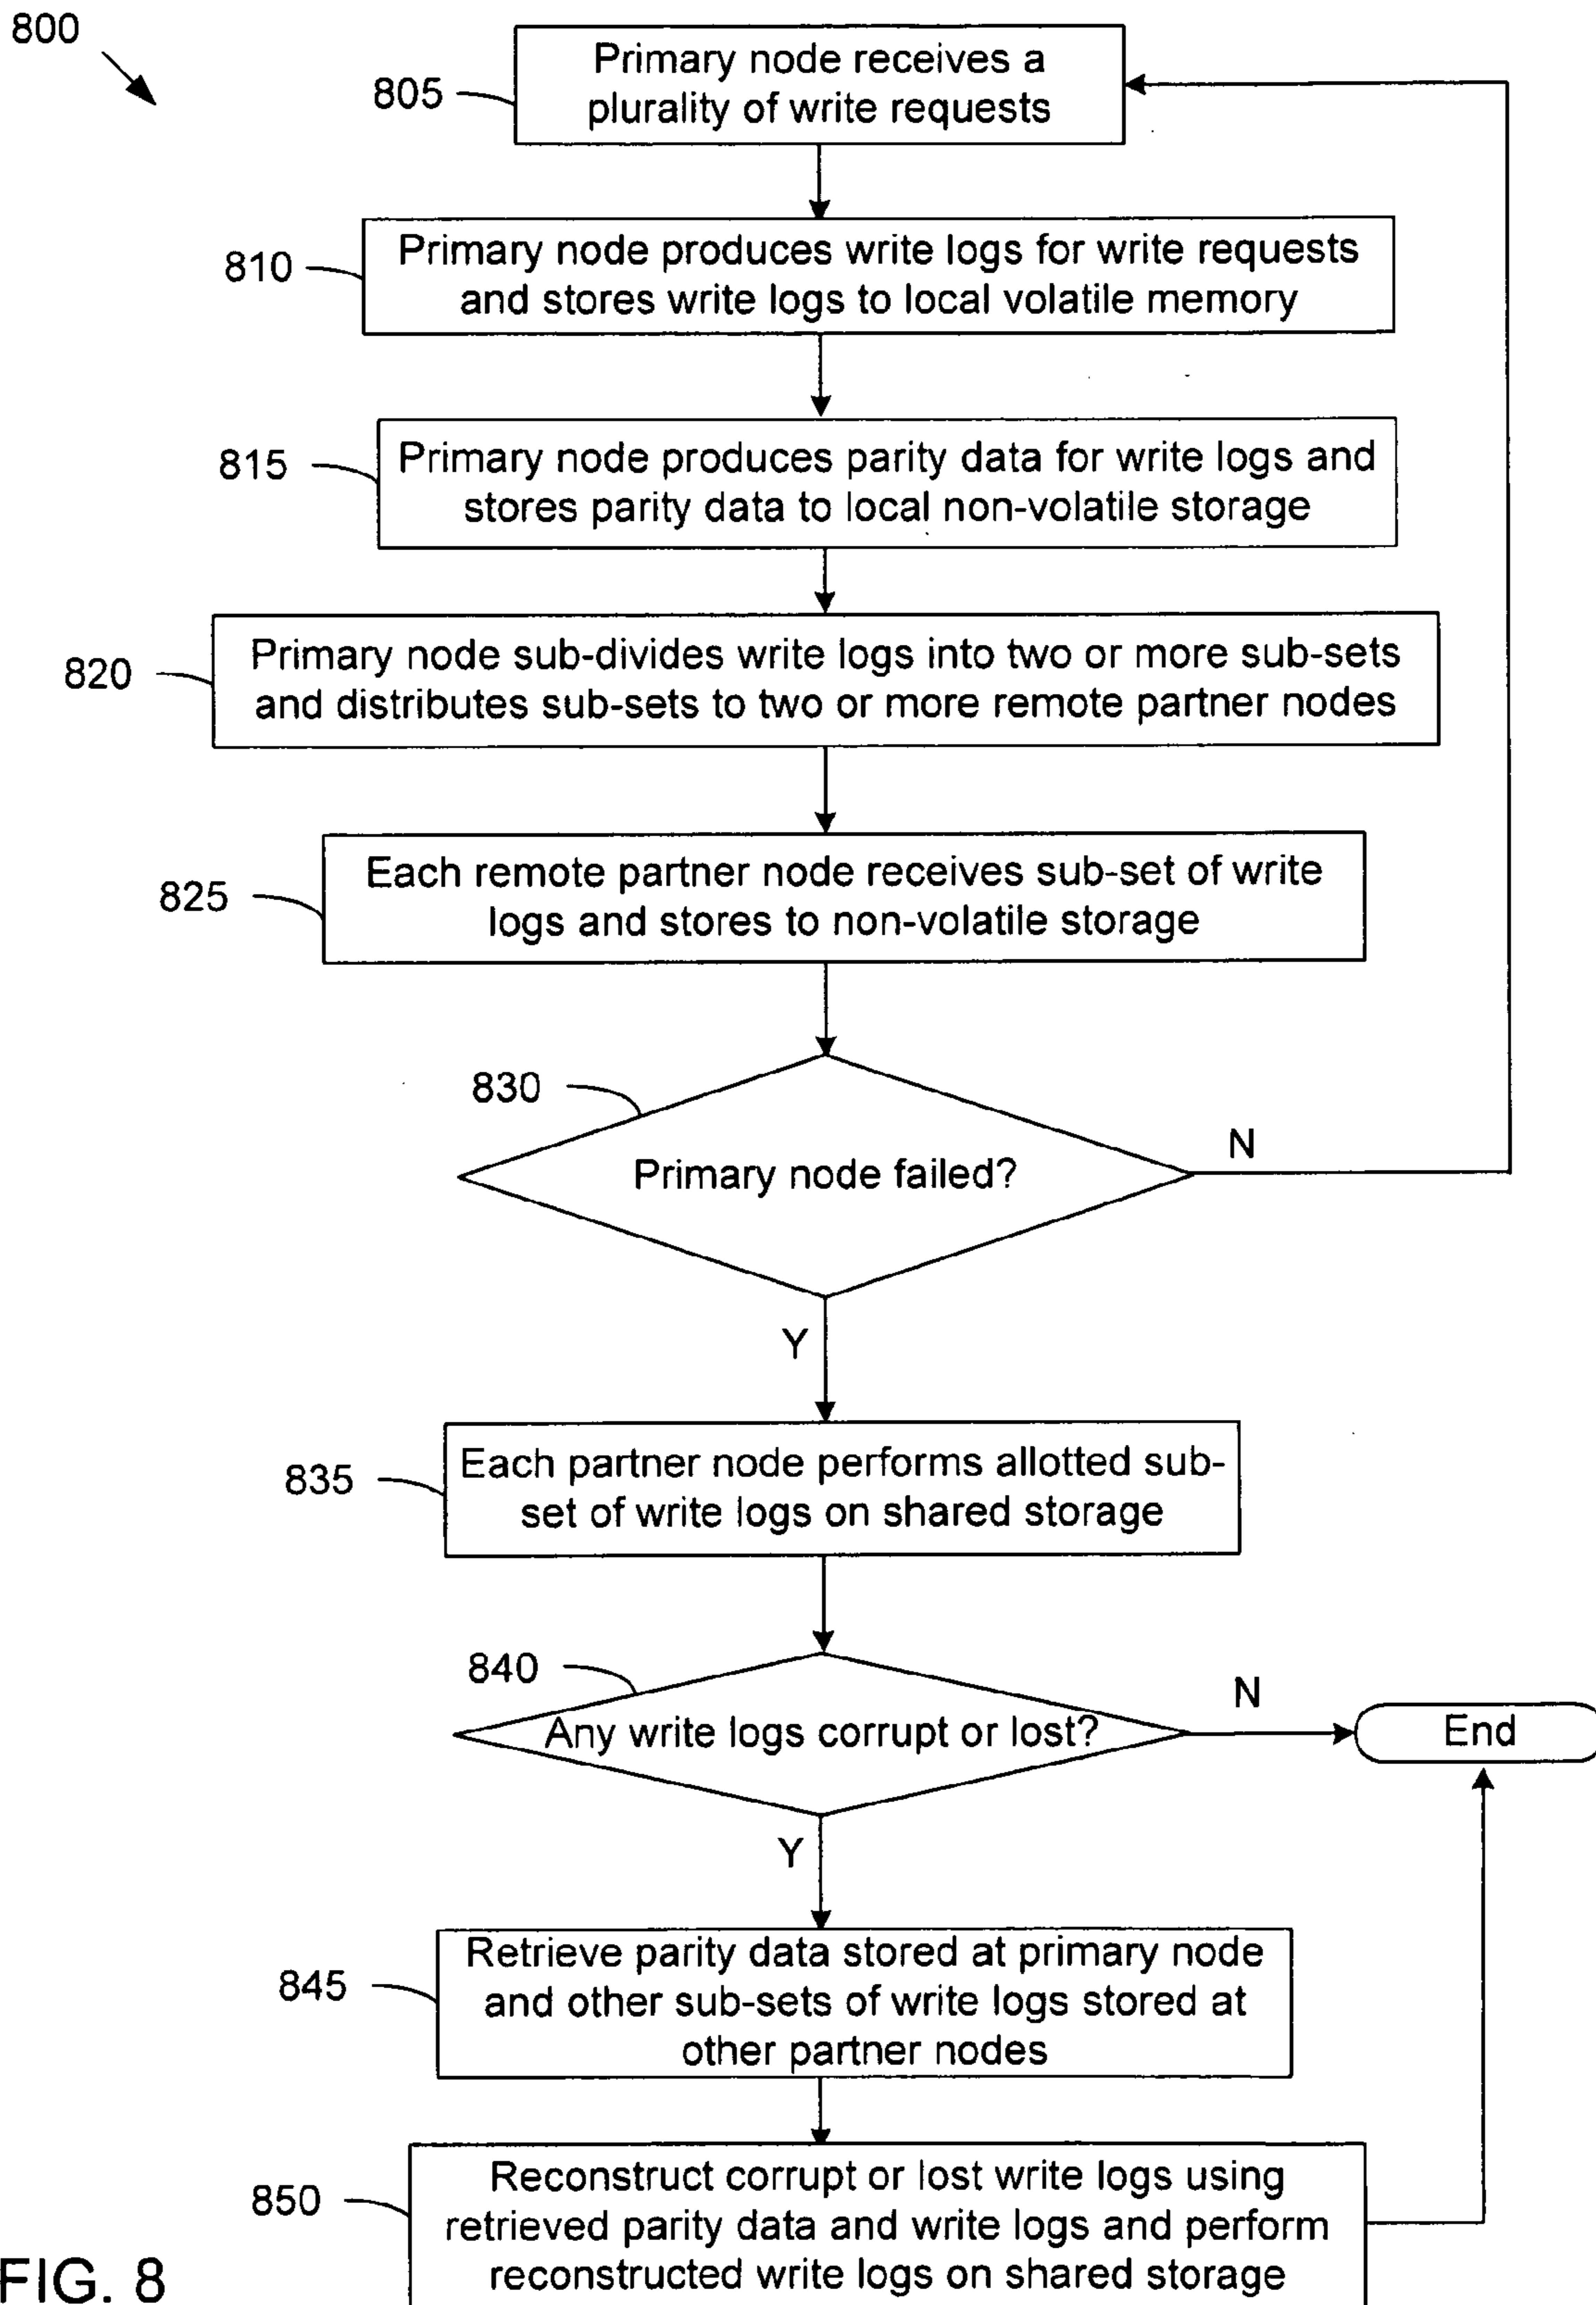 800
805
Primary node receives a
plurality of write requests
810
Primary node produces write logs for write requests
and stores write logs to local volatile memory
815
Primary node produces parity data for write logs and
stores parity data to local non-volatile storage
820
Primary node sub-divides write logs into two or more sub-sets
and distributes sub-sets to two or more remote partner nodes
825
Each remote partner node receives sub-set of write
logs and stores to non-volatile storage
830
Primary node failed?
N
Y
835
Each partner node performs allotted sub-
set of write logs on shared storage
840
Any write logs corrupt or lost?
N
End
Y
845
Retrieve parity data stored at primary node
and other sub-sets of write logs stored at
other partner nodes
850
Reconstruct corrupt or lost write logs using
retrieved parity data and write logs and perform
reconstructed write logs on shared storage
FIG. 8